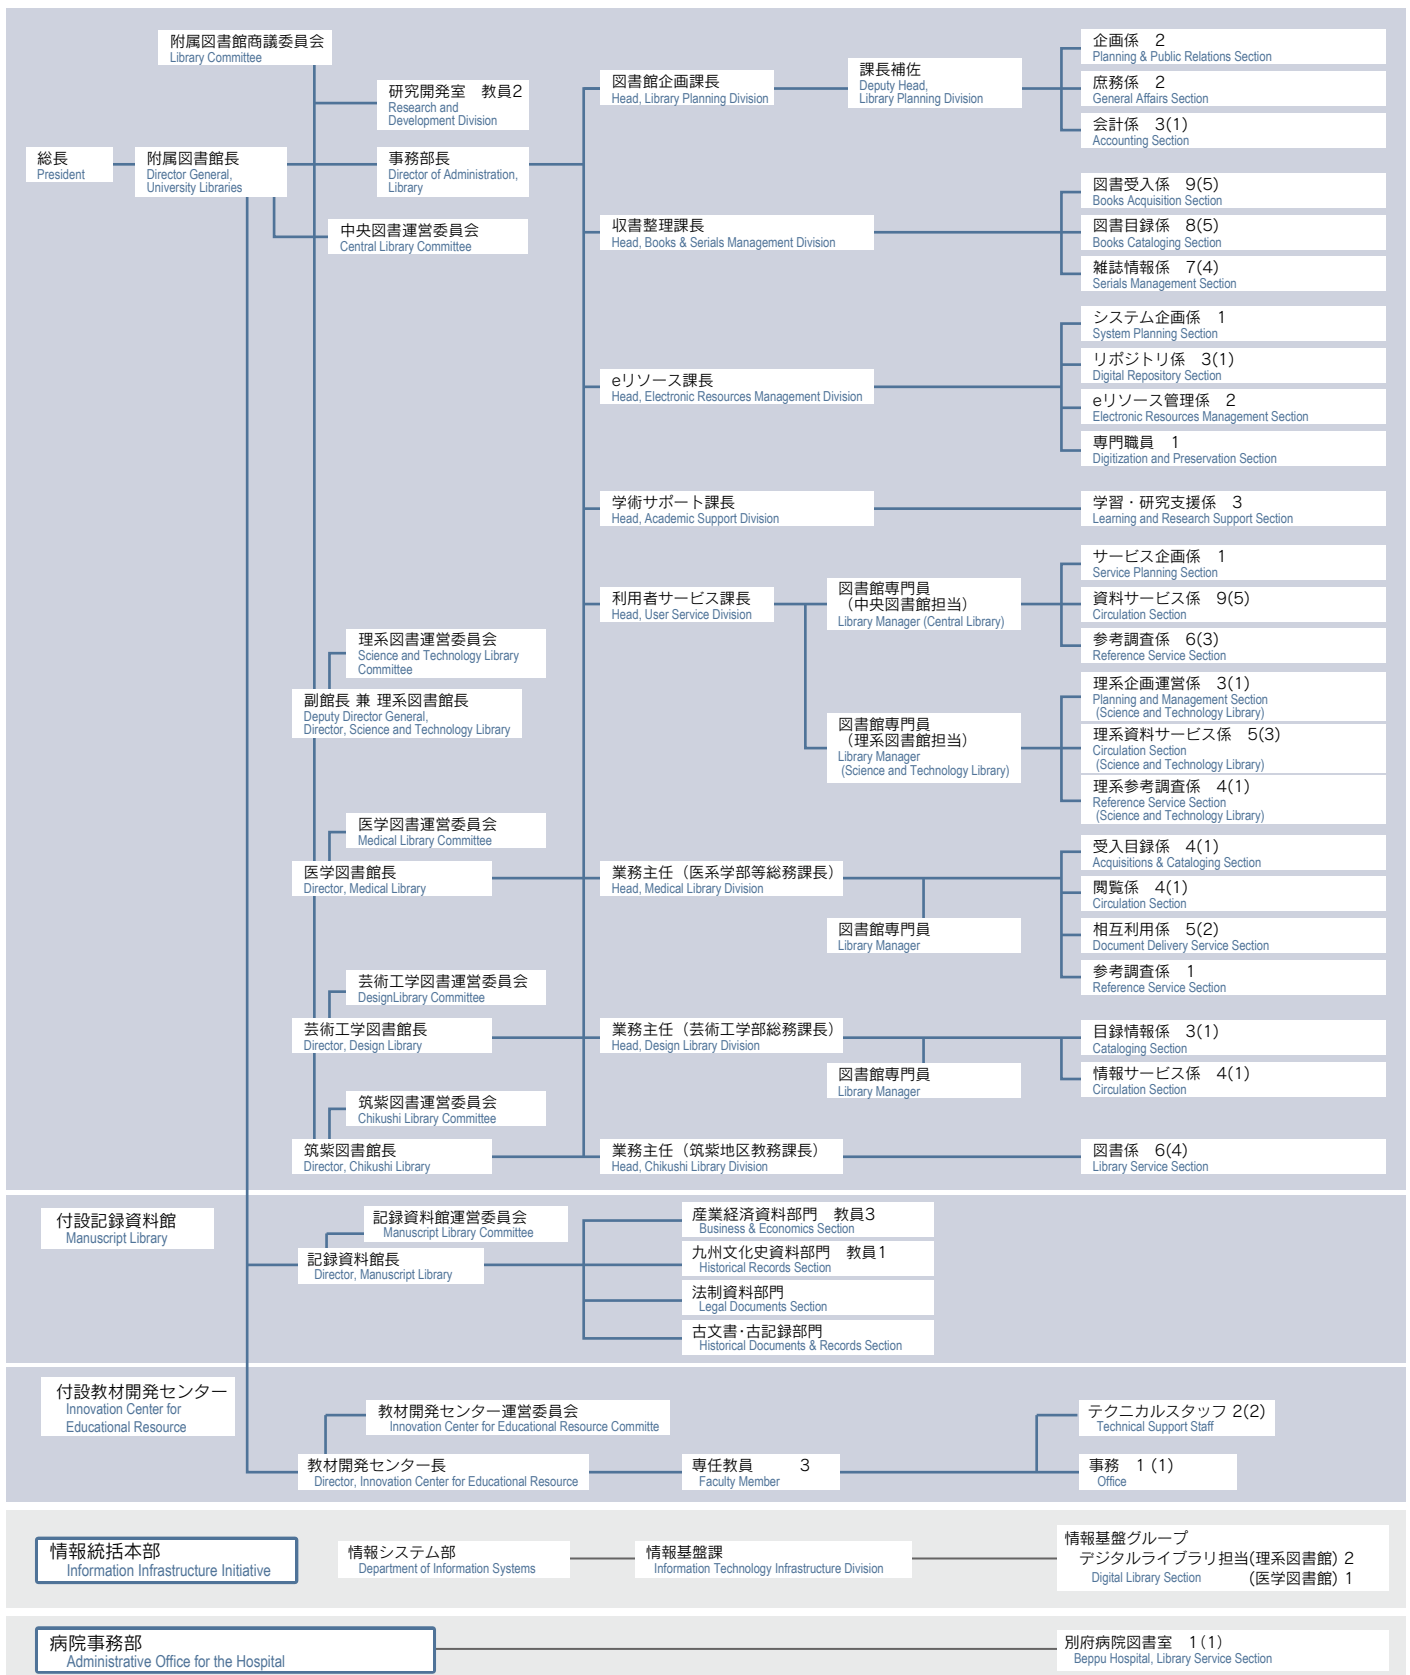 附属図書館商議委員会
Library Committee
研究開発室　教員2
Research and
Development Division
総長
President
附属図書館長
Director General,
University Libraries
事務部長
Director of Administration,
Library
中央図書運営委員会
Central Library Committee
図書館企画課長
Head, Library Planning Division
課長補佐
Deputy Head,
Library Planning Division
企画係　2
Planning & Public Relations Section
庶務係　2
General Affairs Section
会計係　3(1)
Accounting Section
収書整理課長
Head, Books & Serials Management Division
図書受入係　9(5)
Books Acquisition Section
図書目録係　8(5)
Books Cataloging Section
雑誌情報係　7(4)
Serials Management Section
eリソース課長
Head, Electronic Resources Management Division
システム企画係　1
System Planning Section
リポジトリ係　3(1)
Digital Repository Section
eリソース管理係　2
Electronic Resources Management Section
専門職員　1
Digitization and Preservation Section
学術サポート課長
Head, Academic Support Division
学習・研究支援係　3
Learning and Research Support Section
利用者サービス課長
Head, User Service Division
図書館専門員
（中央図書館担当）
Library Manager (Central Library)
サービス企画係　1
Service Planning Section
資料サービス係　9(5)
Circulation Section
参考調査係　6(3)
Reference Service Section
図書館専門員
（理系図書館担当）
Library Manager
(Science and Technology Library)
理系企画運営係　3(1)
Planning and Management Section
(Science and Technology Library)
理系資料サービス係　5(3)
Circulation Section
(Science and Technology Library)
理系参考調査係　4(1)
Reference Service Section
(Science and Technology Library)
理系図書運営委員会
Science and Technology Library
Committee
副館長 兼 理系図書館長
Deputy Director General,
Director, Science and Technology Library
医学図書運営委員会
Medical Library Committee
医学図書館長
Director, Medical Library
業務主任（医系学部等総務課長）
Head, Medical Library Division
図書館専門員
Library Manager
受入目録係　4(1)
Acquisitions & Cataloging Section
閲覧係　4(1)
Circulation Section
相互利用係　5(2)
Document Delivery Service Section
参考調査係　1
Reference Service Section
芸術工学図書運営委員会
DesignLibrary Committee
芸術工学図書館長
Director, Design Library
業務主任（芸術工学部総務課長）
Head, Design Library Division
図書館専門員
Library Manager
目録情報係　3(1)
Cataloging Section
情報サービス係　4(1)
Circulation Section
筑紫図書運営委員会
Chikushi Library Committee
筑紫図書館長
Director, Chikushi Library
業務主任（筑紫地区教務課長）
Head, Chikushi Library Division
図書係　6(4)
Library Service Section
付設記録資料館
Manuscript Library
記録資料館運営委員会
Manuscript Library Committee
記録資料館長
Director, Manuscript Library
産業経済資料部門　教員3
Business & Economics Section
九州文化史資料部門　教員1
Historical Records Section
法制資料部門
Legal Documents Section
古文書･古記録部門
Historical Documents & Records Section
付設教材開発センター
Innovation Center for
Educational Resource
教材開発センター運営委員会
Innovation Center for Educational Resource Committe
教材開発センター長
Director, Innovation Center for Educational Resource
専任教員　　　3
Faculty Member
テクニカルスタッフ 2(2)
Technical Support Staff
事務　1 (1)
Office
情報統括本部
Information Infrastructure Initiative
情報システム部
Department of Information Systems
情報基盤課
Information Technology Infrastructure Division
情報基盤グループ
デジタルライブラリ担当(理系図書館) 2
Digital Library Section　(医学図書館) 1
病院事務部
Administrative Office for the Hospital
別府病院図書室　1(1)
Beppu Hospital, Library Service Section